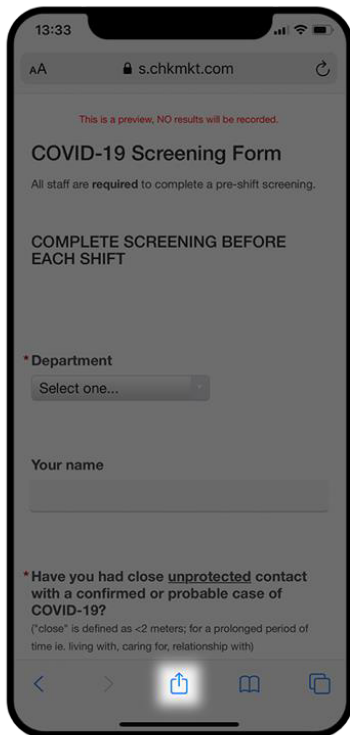 13:33
AA s.chkmkt.com
This is a preview, NO results will be recorded.
COVID-19 Screening Form
All staff are required to complete a pre-shift screening.
COMPLETE SCREENING BEFORE
EACH SHIFT
*Department
Select one...
Your name
*Have you had close unprotected contact
with a confirmed or probable case of
COVID-19?
("close" is defined as <2 meters; for a prolonged period of
time ie. living with, caring for, relationship with)